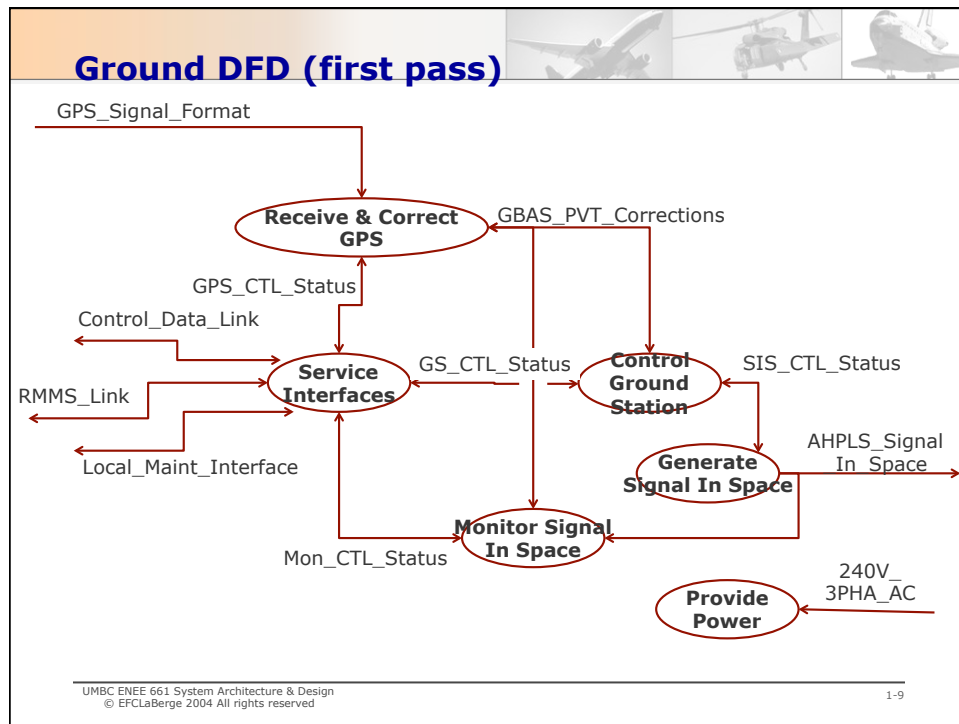 Ground DFD (first pass)
GPS_Signal_Format
Receive & Correct
GPS
GBAS_PVT_Corrections
GPS_CTL_Status
Control_Data_Link
Service
Interfaces
GS_CTL_Status
Control
Ground
Station
SIS_CTL_Status
RMMS_Link
Local_Maint_Interface
Generate
Signal In Space
AHPLS_Signal
In_Space
Monitor Signal
In Space
Mon_CTL_Status
240V_
3PHA_AC
Provide
Power
UMBC ENEE 661 System Architecture & Design
© EFCLaBerge 2004 All rights reserved
1-9